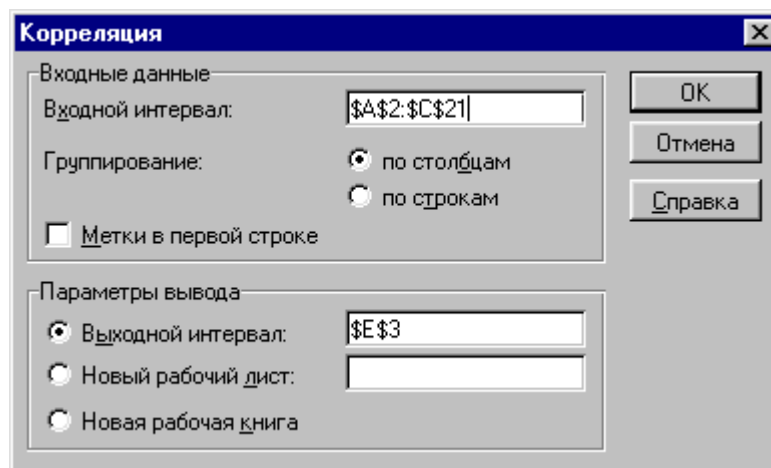 Корреляция
Входные данные
Входной интервал: $A$2:$C$21
Группирование: по столбцам
по строкам
Метки в первой строке
OK
Отмена
Справка
Параметры вывода
Выходной интервал: $E$3
Новый рабочий лист:
Новая рабочая книга